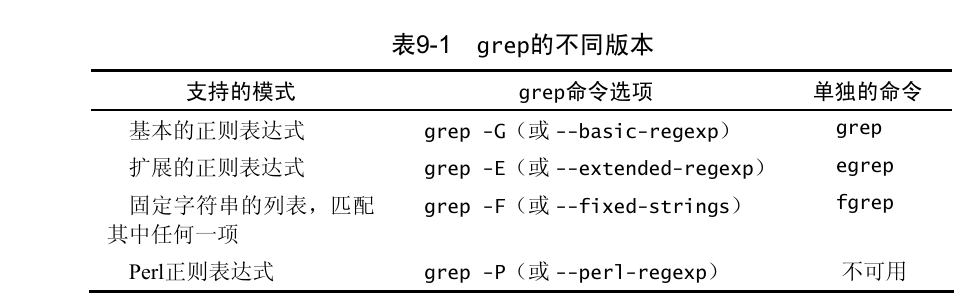 表9-1 grep的不同版本
支持的模式 grep命令选项 单独的命令
基本的正则表达式 grep -G（或 --basic-regexp） grep
扩展的正则表达式 grep -E（或 --extended-regexp） egrep
固定字符串的列表，匹配 grep -F（或 --fixed-strings） fgrep
其中任何一项
Perl正则表达式 grep -P（或 --perl-regexp） 不可用